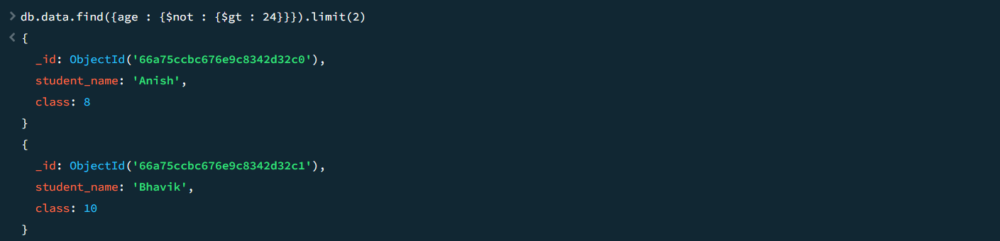 > db.data.find({age : {$not : {$gt : 24}}}).limit(2)
< {
_id: ObjectId('66a75ccbc676e9c8342d32c0'),
student_name: 'Anish',
class: 8
}
{
_id: ObjectId('66a75ccbc676e9c8342d32c1'),
student_name: 'Bhavik',
class: 10
}